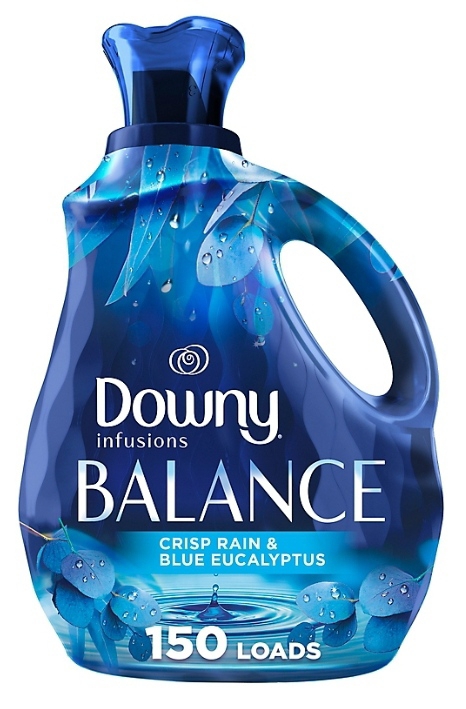 Downy
infusions
BALANCE
CRISP RAIN &
BLUE EUCALYPTUS
150 LOADS